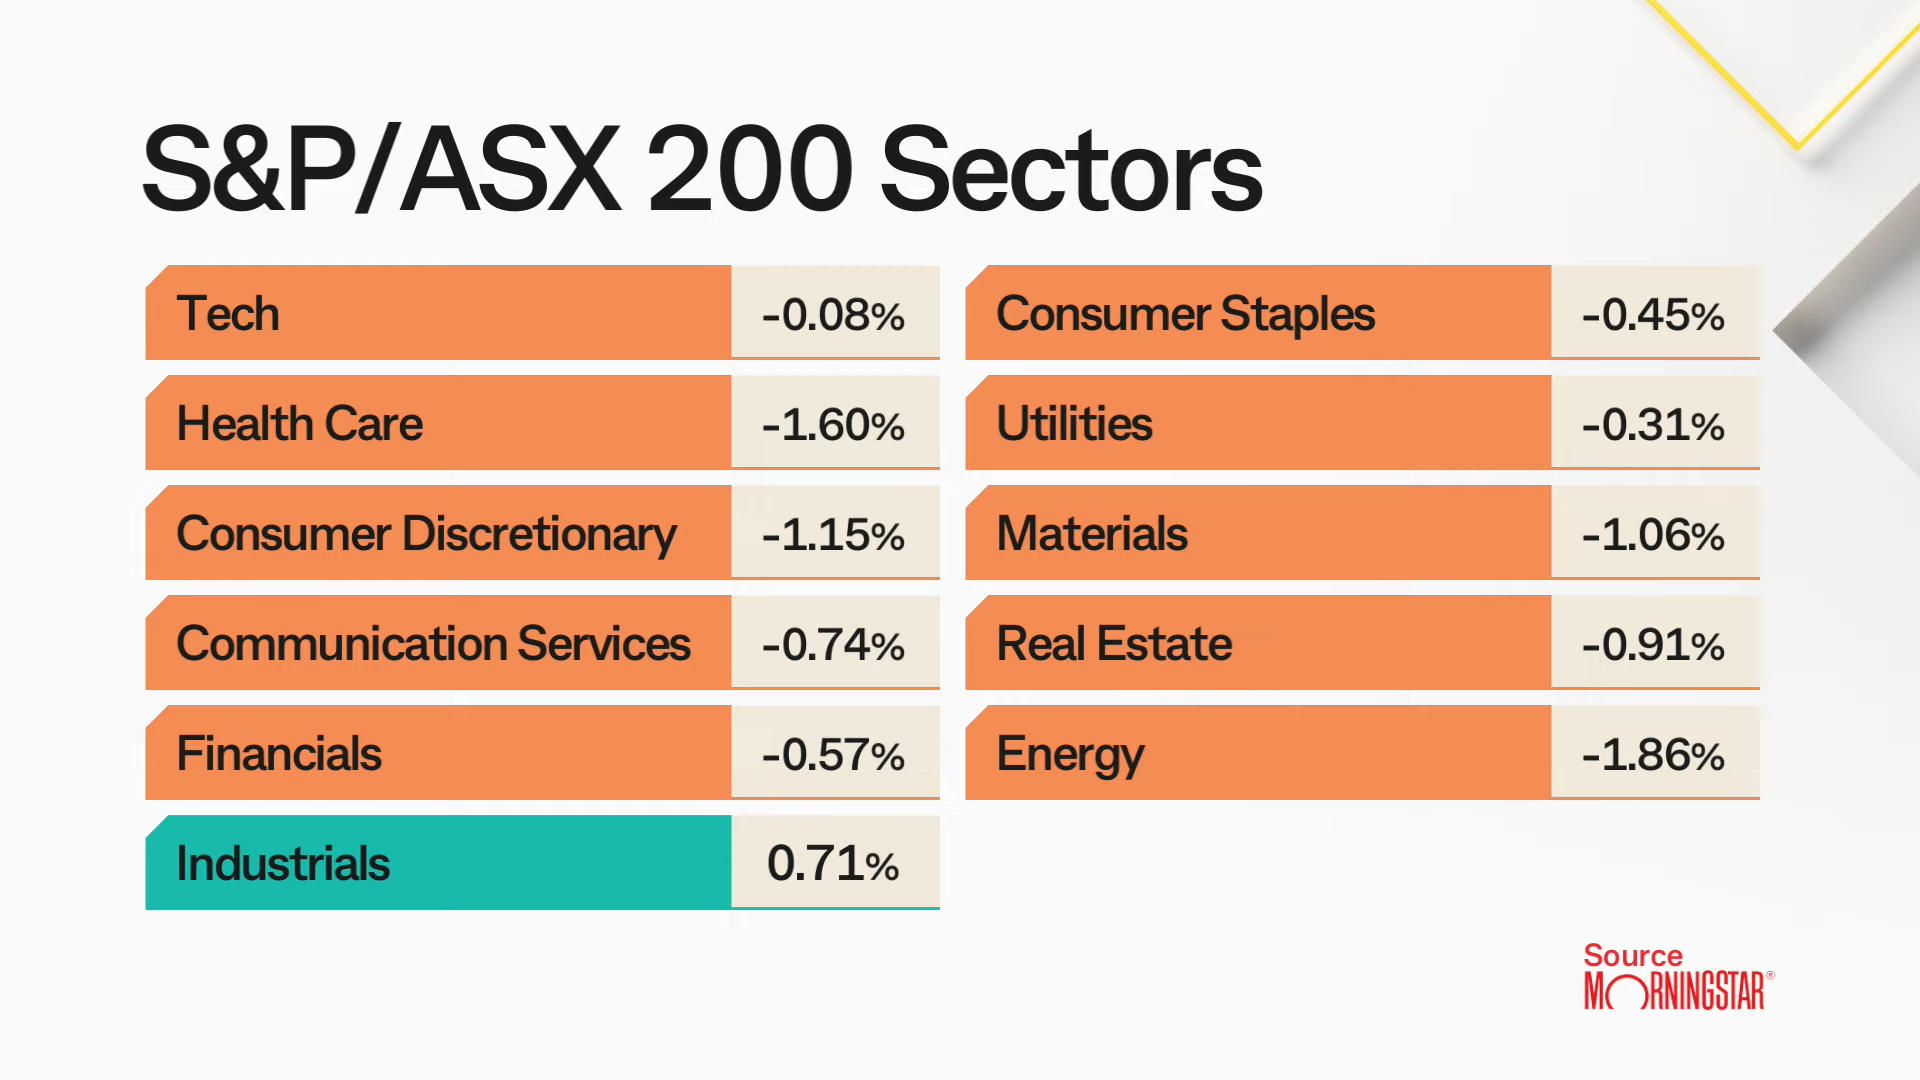 S&P/ASX 200 Sectors
Tech -0.08%
Health Care -1.60%
Consumer Discretionary -1.15%
Communication Services -0.74%
Financials -0.57%
Industrials 0.71%
Consumer Staples -0.45%
Utilities -0.31%
Materials -1.06%
Real Estate -0.91%
Energy -1.86%
Source
MORNINGSTAR®